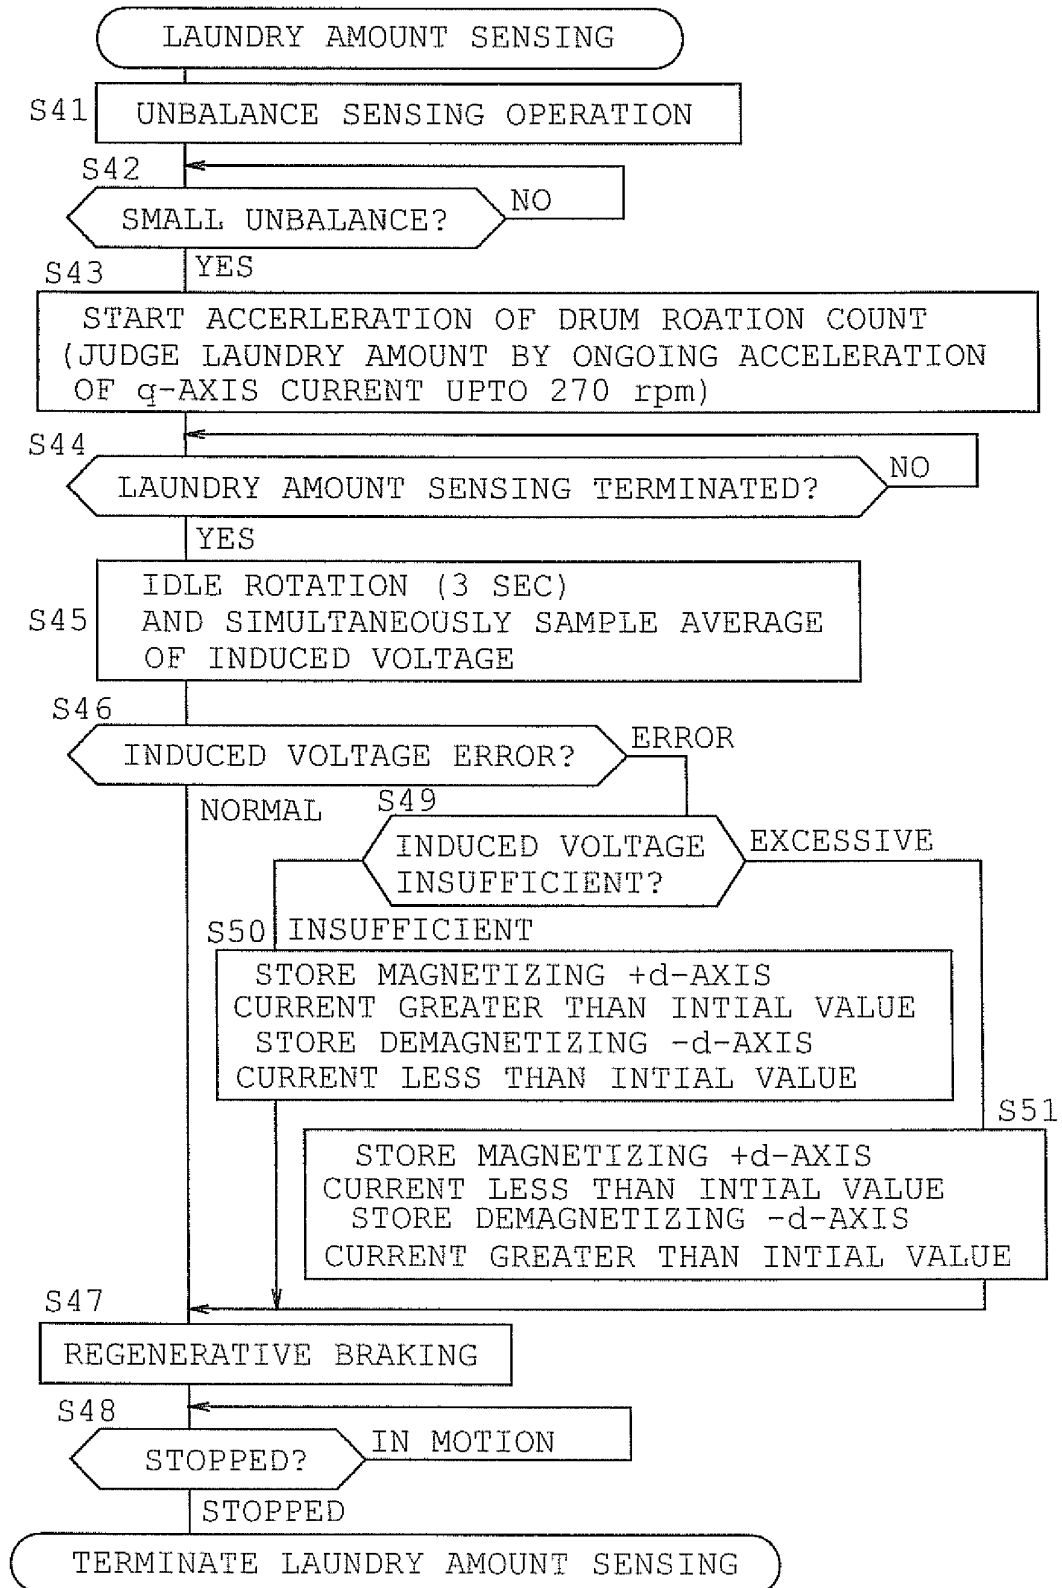 LAUNDRY AMOUNT SENSING
S41
UNBALANCE SENSING OPERATION
S42
SMALL UNBALANCE?
NO
YES
S43
START ACCERLERATION OF DRUM ROATION COUNT
(JUDGE LAUNDRY AMOUNT BY ONGOING ACCELERATION
OF q-AXIS CURRENT UPTO 270 rpm)
S44
LAUNDRY AMOUNT SENSING TERMINATED?
NO
YES
S45
IDLE ROTATION (3 SEC)
AND SIMULTANEOUSLY SAMPLE AVERAGE
OF INDUCED VOLTAGE
S46
INDUCED VOLTAGE ERROR?
ERROR
NORMAL
S49
INDUCED VOLTAGE
INSUFFICIENT?
EXCESSIVE
S50
INSUFFICIENT
STORE MAGNETIZING +d-AXIS
CURRENT GREATER THAN INTIAL VALUE
STORE DEMAGNETIZING -d-AXIS
CURRENT LESS THAN INTIAL VALUE
S51
STORE MAGNETIZING +d-AXIS
CURRENT LESS THAN INTIAL VALUE
STORE DEMAGNETIZING -d-AXIS
CURRENT GREATER THAN INTIAL VALUE
S47
REGENERATIVE BRAKING
S48
STOPPED?
IN MOTION
STOPPED
TERMINATE LAUNDRY AMOUNT SENSING